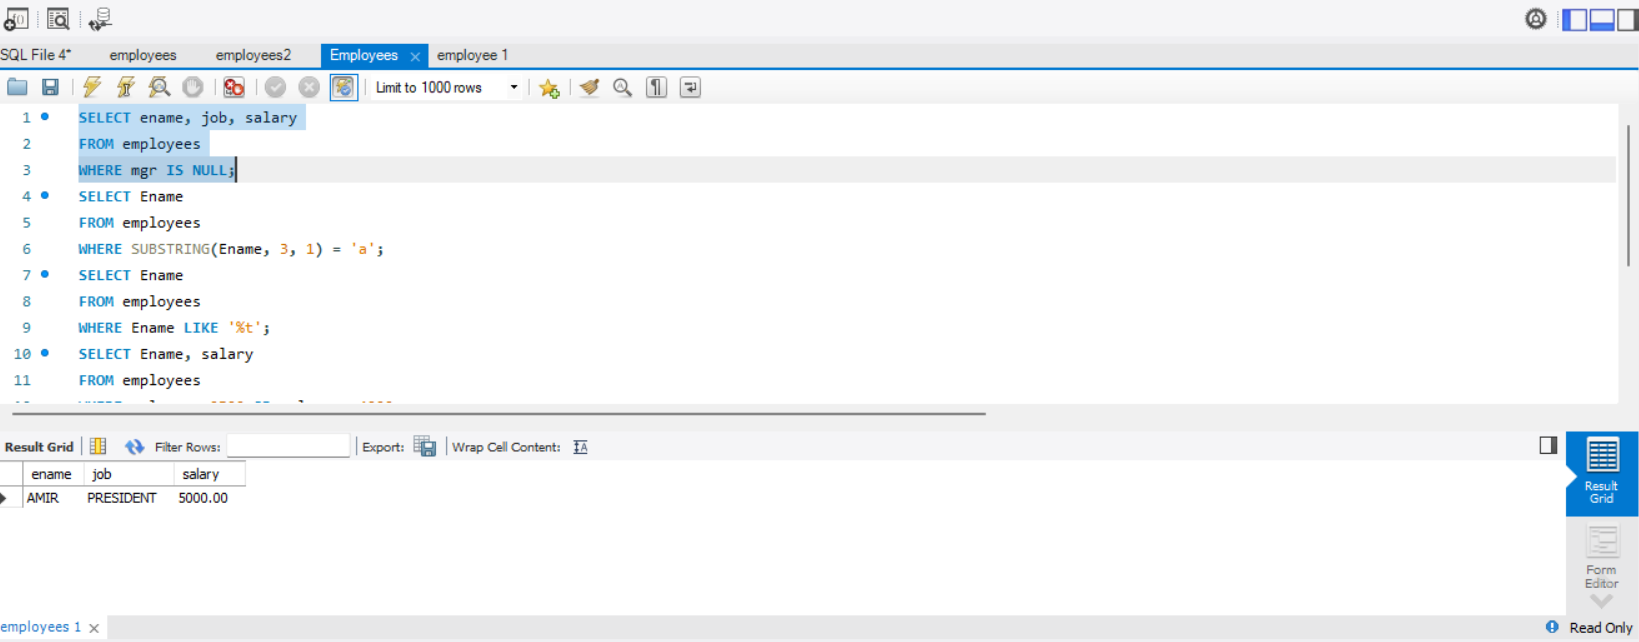 SQL File 4* employees employees2 Employees employee 1
Limit to 1000 rows
1 SELECT ename, job, salary
2 FROM employees
3 WHERE mgr IS NULL;
4 SELECT Ename
5 FROM employees
6 WHERE SUBSTRING(Ename, 3, 1) = 'a';
7 SELECT Ename
8 FROM employees
9 WHERE Ename LIKE '%t';
10 SELECT Ename, salary
11 FROM employees
Result Grid Filter Rows: Export: Wrap Cell Content:
ename job salary
AMIR PRESIDENT 5000.00
Result
Grid
Form
Editor
employees 1 Read Only